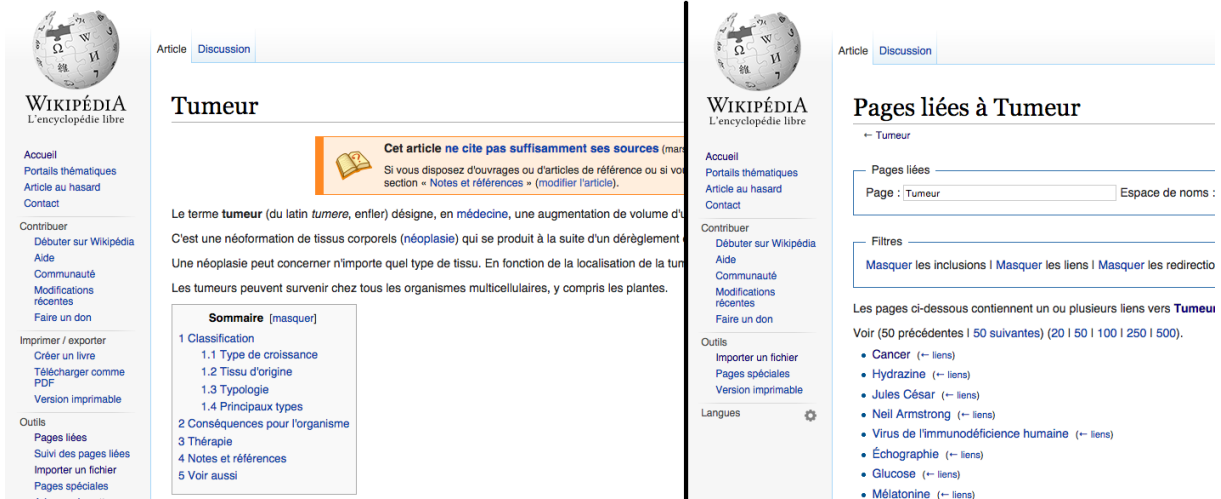 WIKIPÉDIA
L'encyclopédie libre
Accueil
Portails thématiques
Article au hasard
Contact
Contribuer
Débuter sur Wikipédia
Aide
Communauté
Modifications
récentes
Faire un don
Imprimer / exporter
Créer un livre
Télécharger comme
PDF
Version imprimable
Outils
Pages liées
Suivi des pages liées
Importer un fichier
Pages spéciales
Article Discussion
Tumeur
Cet article ne cite pas suffisamment ses sources
Si vous disposez d'ouvrages ou d'articles de référence ou si
section « Notes et références » (modifier l'article).
Le terme tumeur (du latin tumere, enfler) désigne, en médecine, une augmentation de volume
C'est une néoformation de tissus corporels (néoplasie) qui se produit à la suite d'un dérèglement
Une néoplasie peut concerner n'importe quel type de tissu. En fonction de la localisation de la
Les tumeurs peuvent survenir chez tous les organismes multicellulaires, y compris les plantes.
Sommaire [masquer]
1 Classification
1.1 Type de croissance
1.2 Tissu d'origine
1.3 Typologie
1.4 Principaux types
2 Conséquences pour l'organisme
3 Thérapie
4 Notes et références
5 Voir aussi
WIKIPÉDIA
L'encyclopédie libre
Accueil
Portails thématiques
Article au hasard
Contact
Contribuer
Débuter sur Wikipédia
Aide
Communauté
Modifications
récentes
Faire un don
Outils
Importer un fichier
Pages spéciales
Version imprimable
Langues
Article Discussion
Pages liées à Tumeur
← Tumeur
Pages liées
Page : Tumeur Espace de noms :
Filtres
Masquer les inclusions | Masquer les liens | Masquer les
Les pages ci-dessous contiennent un ou plusieurs liens vers Tumeur
Voir (50 précédentes | 50 suivantes) (20 | 50 | 100 | 250 | 500).
• Cancer (← liens)
• Hydrazine (← liens)
• Jules César (← liens)
• Neil Armstrong (← liens)
• Virus de l'immunodéficience humaine (← liens)
• Échographie (← liens)
• Glucose (← liens)
• Mélatonine (← liens)